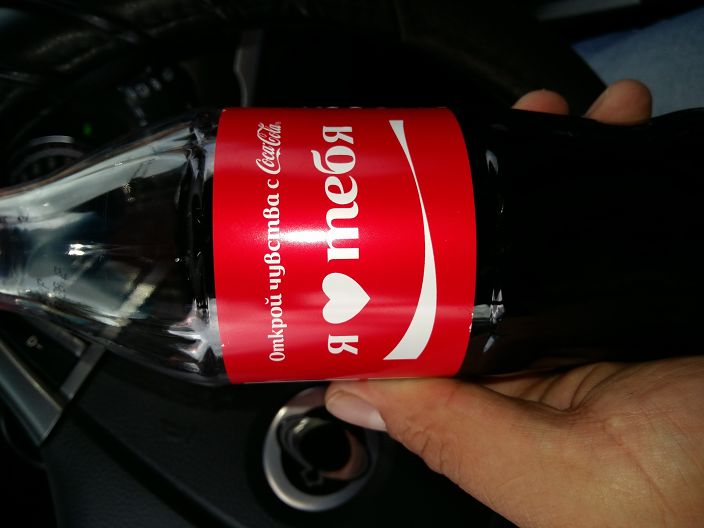 Открой чувства с Coca-Cola
я ♥ тебя